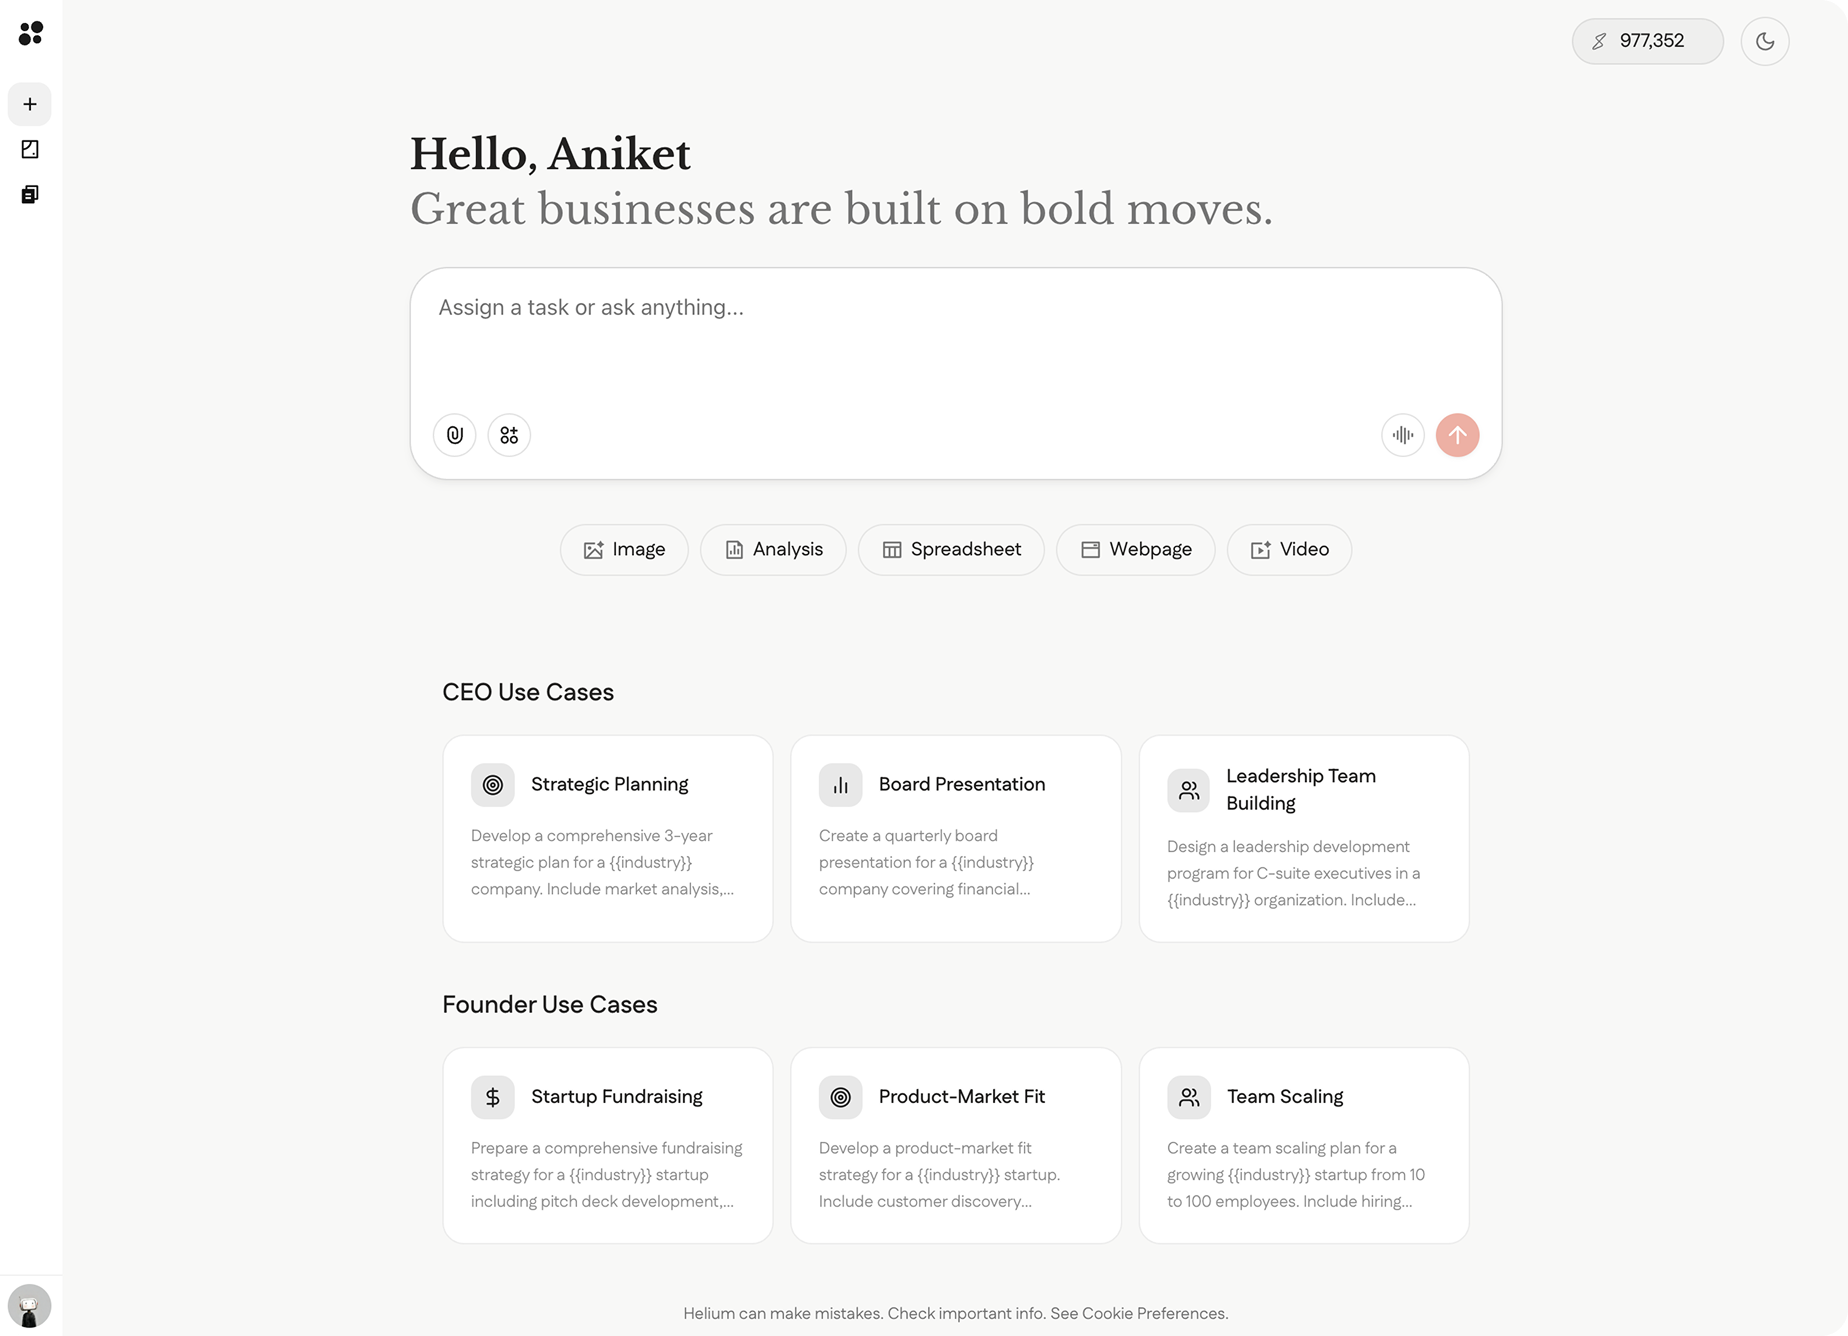 977,352
Hello, Aniket
Great businesses are built on bold moves.
Assign a task or ask anything...
Image
Analysis
Spreadsheet
Webpage
Video
CEO Use Cases
Strategic Planning
Develop a comprehensive 3-year
strategic plan for a {{industry}}
company. Include market analysis,...
Board Presentation
Create a quarterly board
presentation for a {{industry}}
company covering financial...
Leadership Team
Building
Design a leadership development
program for C-suite executives in a
{{industry}} organization. Include...
Founder Use Cases
Startup Fundraising
Prepare a comprehensive fundraising
strategy for a {{industry}} startup
including pitch deck development,...
Product-Market Fit
Develop a product-market fit
strategy for a {{industry}} startup.
Include customer discovery...
Team Scaling
Create a team scaling plan for a
growing {{industry}} startup from 10
to 100 employees. Include hiring...
Helium can make mistakes. Check important info. See Cookie Preferences.